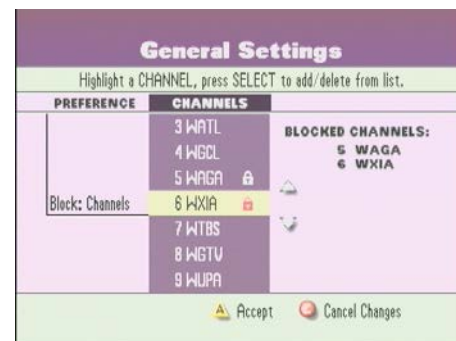 General Settings
Highlight a CHANNEL, press SELECT to add/delete from list.
PREFERENCE CHANNELS
3 WATL
4 WGCL
5 WAGA
Block: Channels 6 WXIA
7 WTBS
8 WGTV
9 WUPA
BLOCKED CHANNELS:
5 WAGA
6 WXIA
A Accept
Cancel Changes